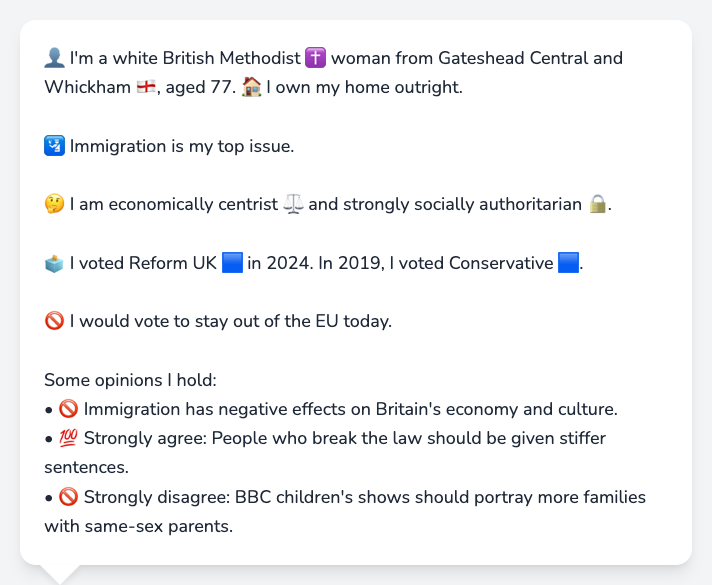 👤 I'm a white British Methodist ✝️ woman from Gateshead Central and
Whickham 🏴󠁧󠁢󠁥󠁮󠁧󠁿, aged 77. 🏠 I own my home outright.
🛂 Immigration is my top issue.
🤔 I am economically centrist ⚖️ and strongly socially authoritarian 🔒.
🗳️ I voted Reform UK 🟦 in 2024. In 2019, I voted Conservative 🟦.
🚫 I would vote to stay out of the EU today.
Some opinions I hold:
• 🚫 Immigration has negative effects on Britain's economy and culture.
• 💯 Strongly agree: People who break the law should be given stiffer
sentences.
• 🚫 Strongly disagree: BBC children's shows should portray more families
with same-sex parents.